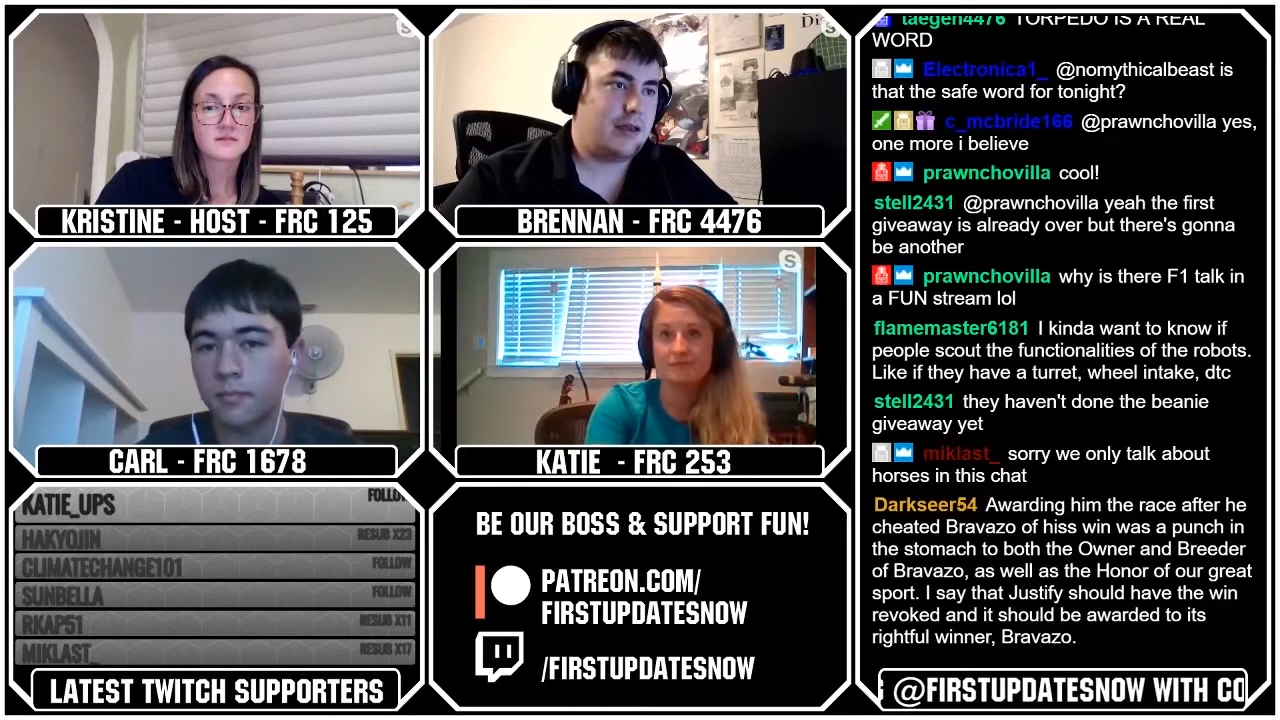 KRISTINE - HOST - FRC 125
BRENNAN - FRC 4476
CARL - FRC 1678
KATIE - FRC 253
KATIE_UPS
FOLLOW
HAKYOJIN
RESUB X23
CLIMATECHANGE101
FOLLOW
SUNBELLA
FOLLOW
RKAP51
RESUB X11
MIKLAST_
RESUB X17
LATEST TWITCH SUPPORTERS
BE OUR BOSS & SUPPORT FUN!
PATREON.COM/
FIRSTUPDATESNOW
/FIRSTUPDATESNOW
taegen4476 TORPEDO IS A REAL
WORD
Electronica1_ @nomythicalbeast is
that the safe word for tonight?
c_mcbride166 @prawnchovilla yes,
one more i believe
prawnchovilla cool!
stell2431 @prawnchovilla yeah the first
giveaway is already over but there's gonna
be another
prawnchovilla why is there F1 talk in
a FUN stream lol
flamemaster6181 I kinda want to know if
people scout the functionalities of the robots.
Like if they have a turret, wheel intake, dtc
stell2431 they haven't done the beanie
giveaway yet
miklast_ sorry we only talk about
horses in this chat
Darkseer54 Awarding him the race after he
cheated Bravazo of hiss win was a punch in
the stomach to both the Owner and Breeder
of Bravazo, as well as the Honor of our great
sport. I say that Justify should have the win
revoked and it should be awarded to its
rightful winner, Bravazo.
@FIRSTUPDATESNOW WITH CO